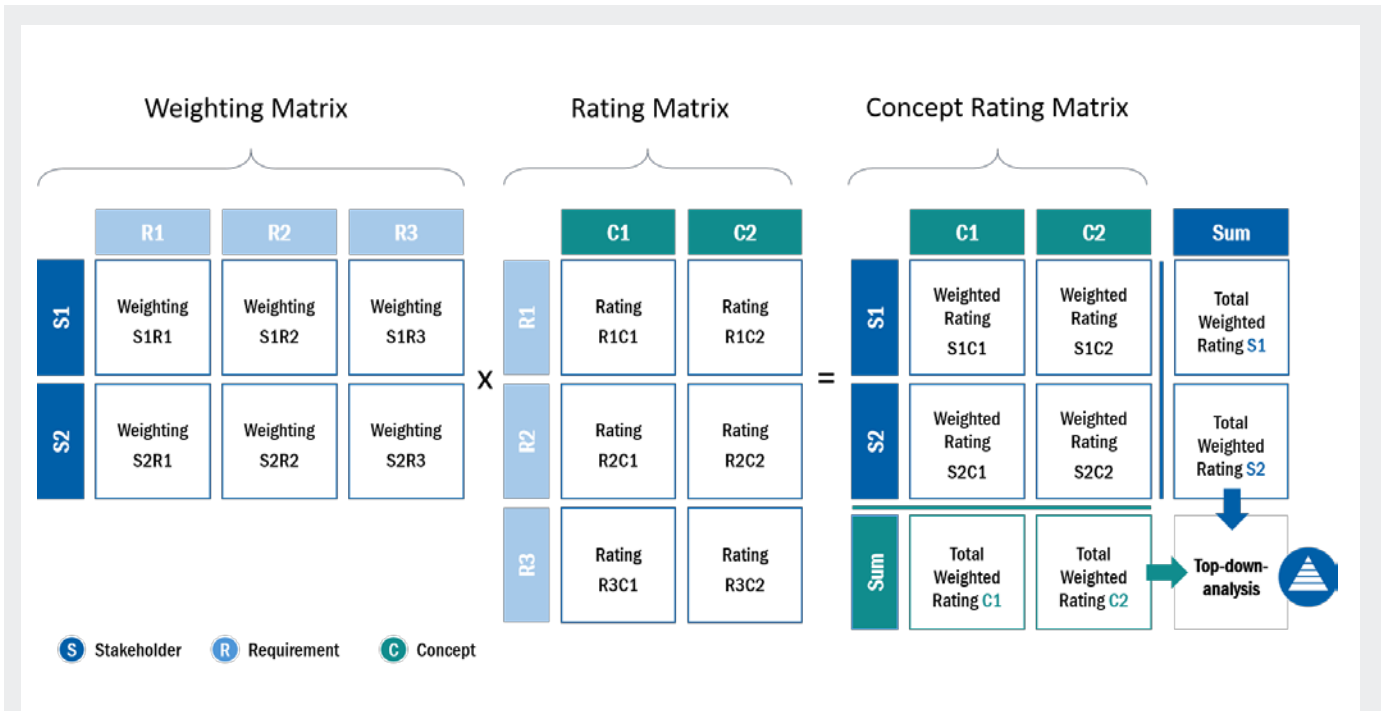 Weighting Matrix
Rating Matrix
Concept Rating Matrix
R1 R2 R3
C1 C2
C1 C2 Sum
S1
Weighting
S1R1
Weighting
S1R2
Weighting
S1R3
S2
Weighting
S2R1
Weighting
S2R2
Weighting
S2R3
x
R1
Rating
R1C1
Rating
R1C2
R2
Rating
R2C1
Rating
R2C2
R3
Rating
R3C1
Rating
R3C2
=
S1
Weighted
Rating
S1C1
Weighted
Rating
S1C2
Total
Weighted
Rating S1
S2
Weighted
Rating
S2C1
Weighted
Rating
S2C2
Total
Weighted
Rating S2
Sum
Total
Weighted
Rating C1
Total
Weighted
Rating C2
Top-down-
analysis
S Stakeholder
R Requirement
C Concept